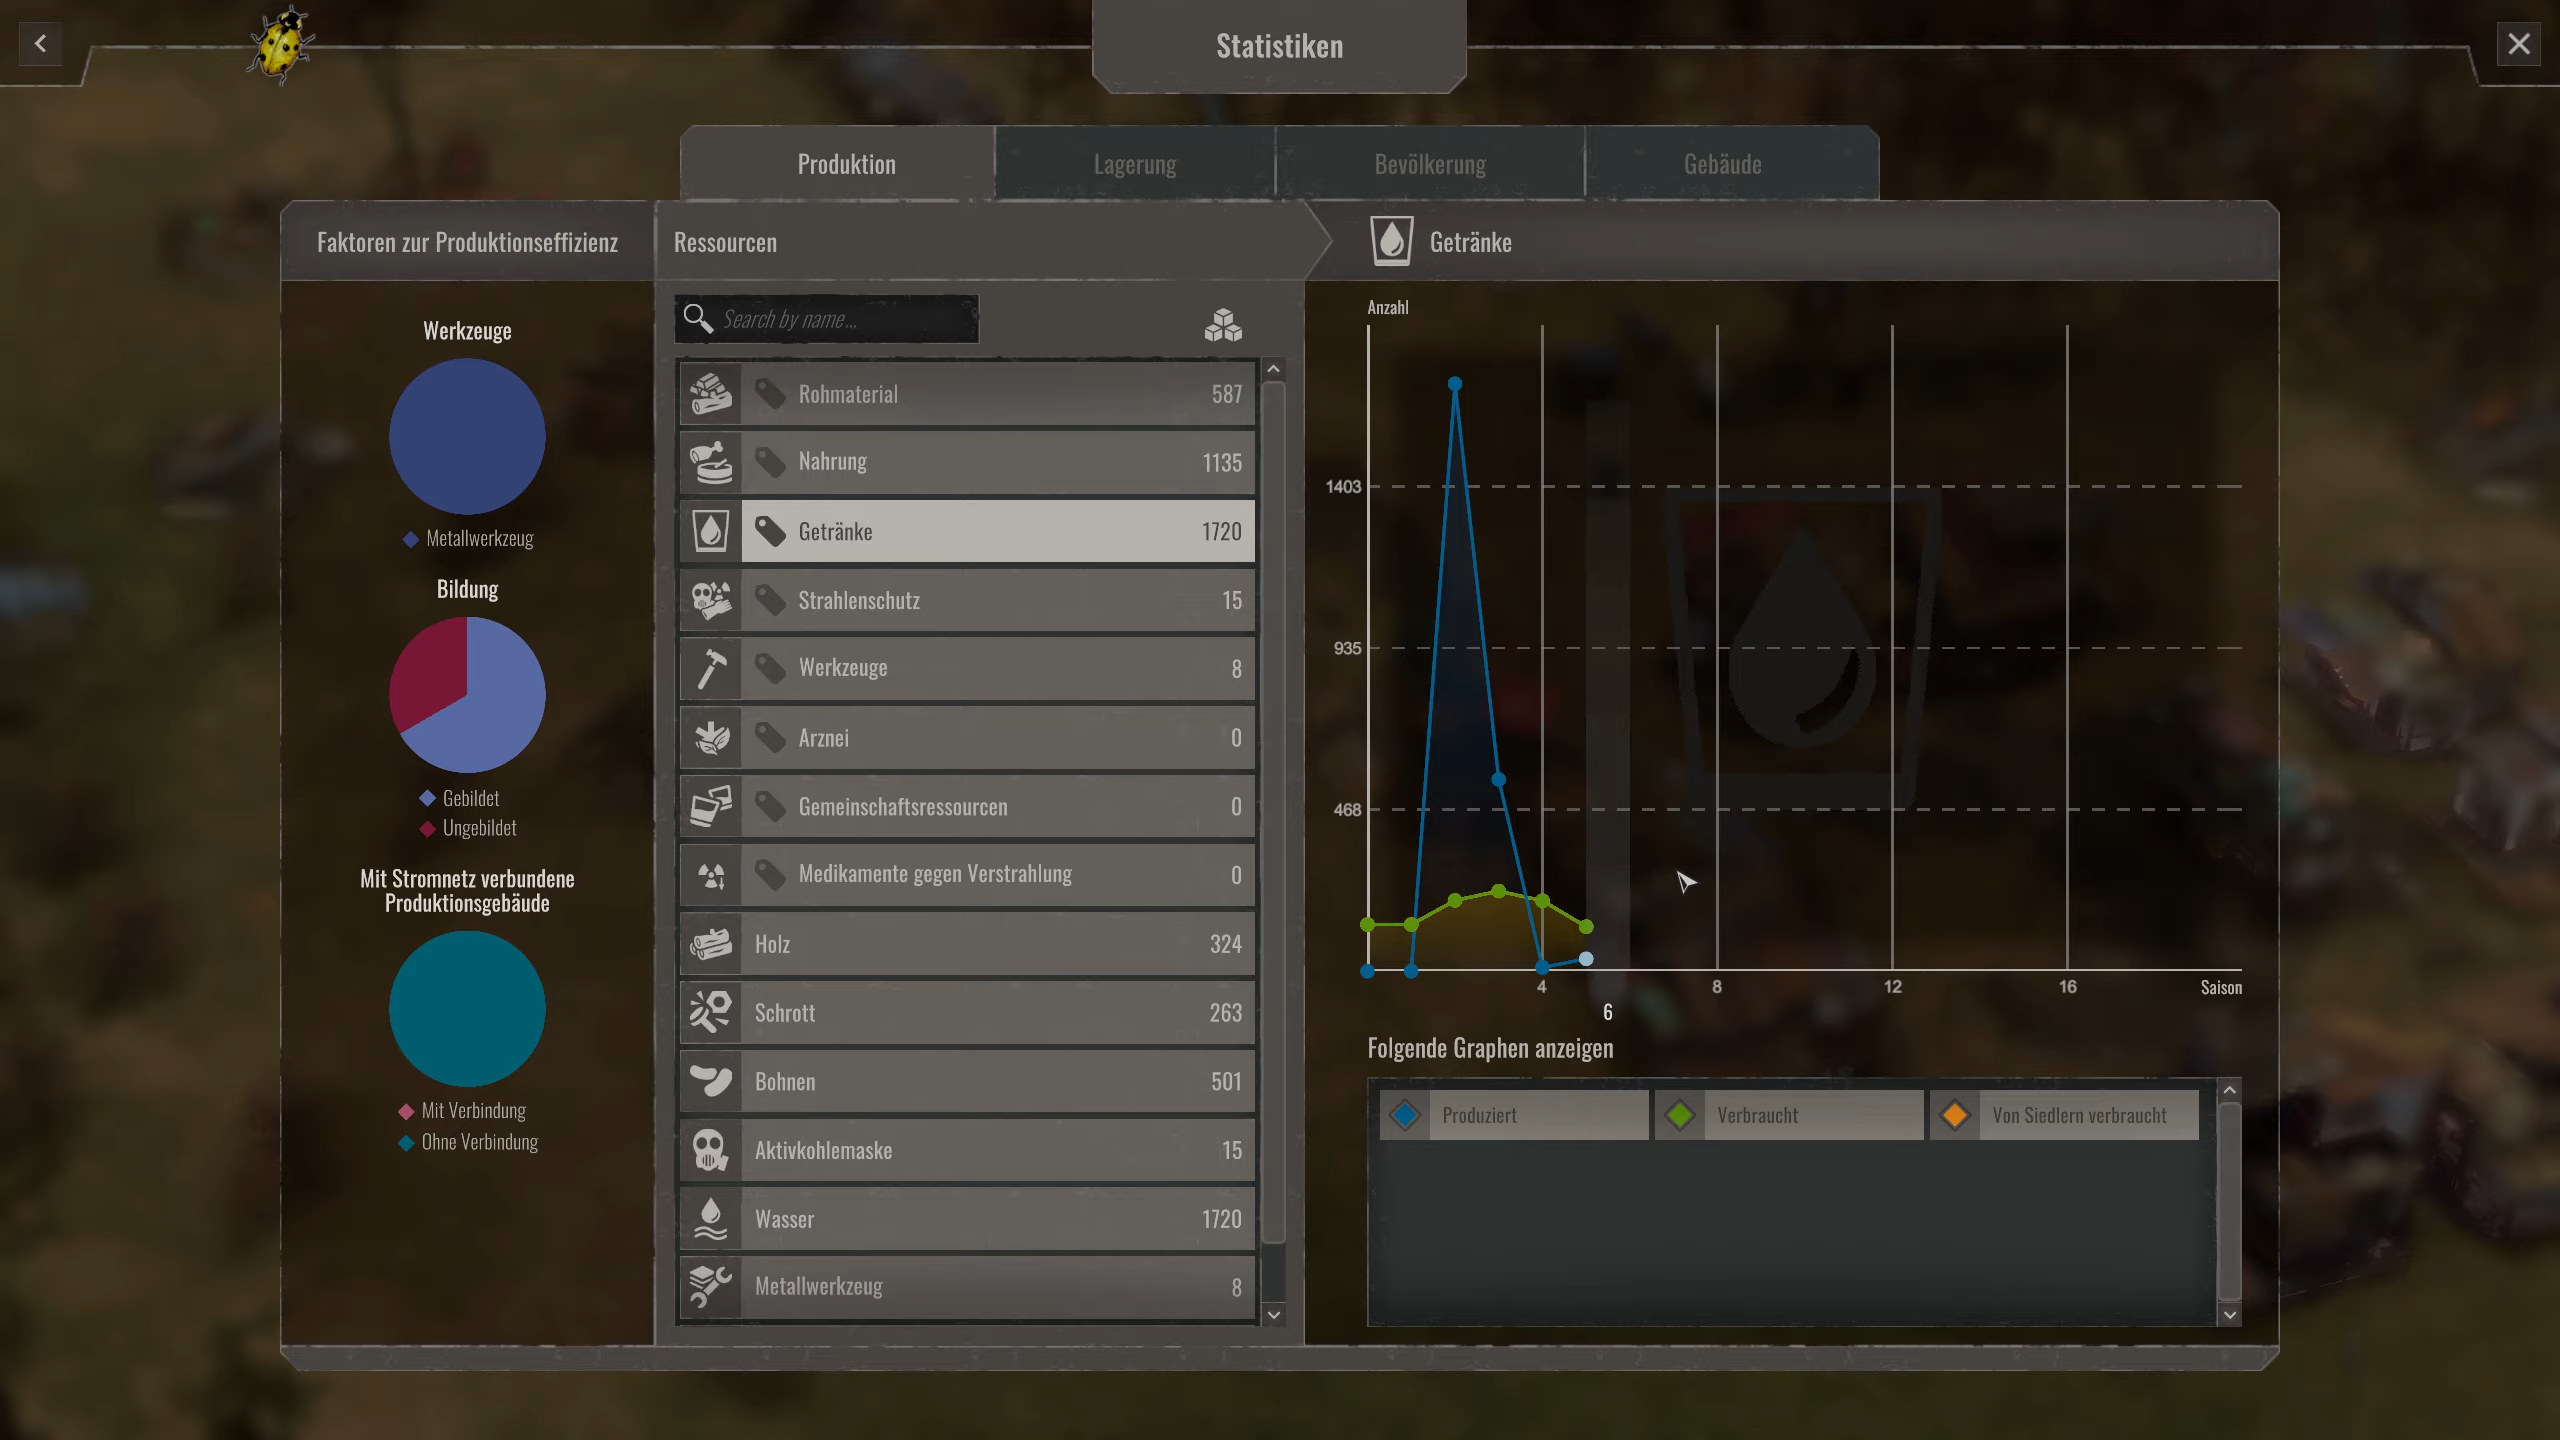 Statistiken
Produktion
Lagerung
Bevölkerung
Gebäude
Faktoren zur Produktionseffizienz
Werkzeuge
Metallwerkzeug
Bildung
Gebildet
Ungebildet
Mit Stromnetz verbundene
Produktionsgebäude
Mit Verbindung
Ohne Verbindung
Ressourcen
Search by name...
Rohmaterial 587
Nahrung 1135
Getränke 1720
Strahlenschutz 15
Werkzeuge 8
Arznei 0
Gemeinschaftsressourcen 0
Medikamente gegen Verstrahlung 0
Holz 324
Schrott 263
Bohnen 501
Aktivkohlemaske 15
Wasser 1720
Metallwerkzeug 8
Getränke
Anzahl
1403
935
468
4 8 12 16 Saison
6
Folgende Graphen anzeigen
Produziert
Verbraucht
Von Siedlern verbraucht